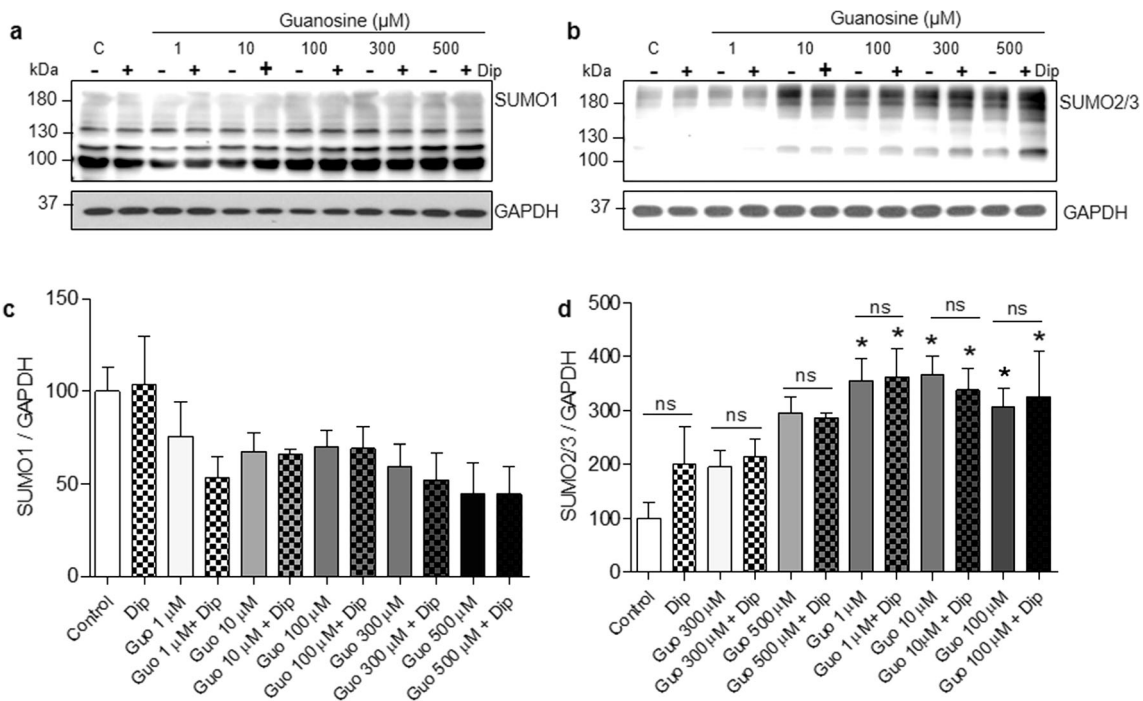 a
Guanosine (µM)
C 1 10 100 300 500
kDa - + - + - + - + - + - + Dip
180 SUMO1
130
100
37 GAPDH
b
Guanosine (µM)
C 1 10 100 300 500
kDa - + - + - + - + - + - + Dip
180 SUMO2/3
130
100
37 GAPDH
c
SUMO1 / GAPDH
150
100
50
0
Control
Dip
Guo 1 µM
Guo 1 µM+ Dip
Guo 10 µM
Guo 10 µM + Dip
Guo 100 µM
Guo 100 µM+ Dip
Guo 300 µM
Guo 300 µM + Dip
Guo 500 µM
Guo 500 µM + Dip
d
SUMO2/3 / GAPDH
500
400
300
200
100
0
ns ns ns ns ns ns
* * * * * *
Control
Dip
Guo 300 µM
Guo 300 µM + Dip
Guo 500 µM
Guo 500 µM + Dip
Guo 1 µM
Guo 1 µM+ Dip
Guo 10 µM
Guo 10µM + Dip
Guo 100 µM
Guo 100 µM + Dip